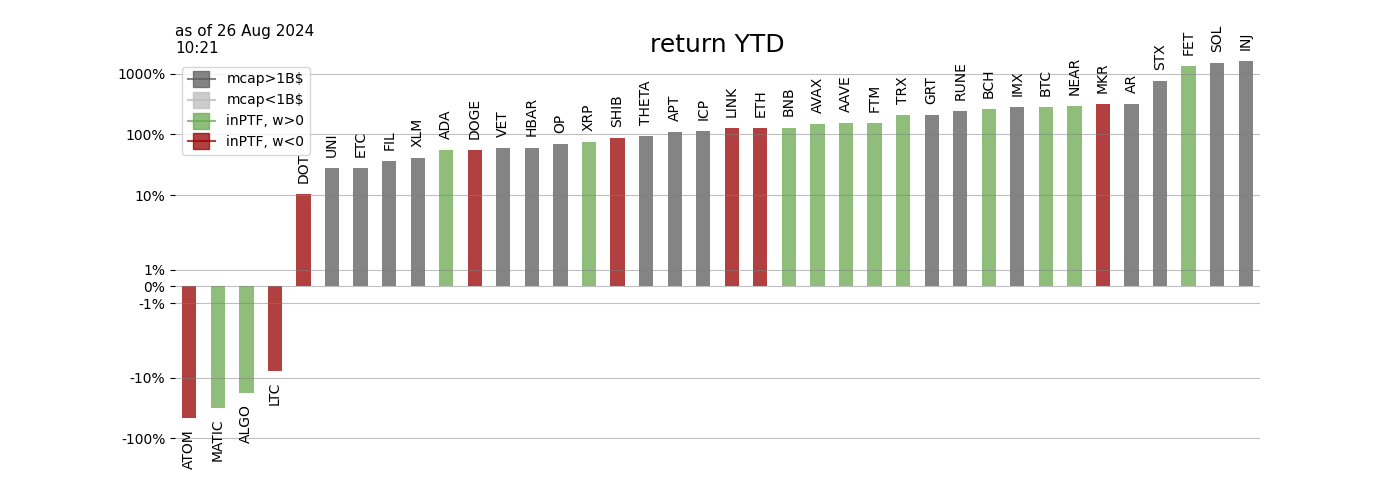 as of 26 Aug 2024
10:21
return YTD
mcap>1B$
mcap<1B$
inPTF, w>0
inPTF, w<0
1000%
100%
10%
1%
0%
-1%
-10%
-100%
ATOM
MATIC
ALGO
LTC
DOT
UNI
ETC
FIL
XLM
ADA
DOGE
VET
HBAR
OP
XRP
SHIB
THETA
APT
ICP
LINK
ETH
BNB
AVAX
AAVE
FTM
TRX
GRT
RUNE
BCH
IMX
BTC
NEAR
MKR
AR
STX
FET
SOL
INJ